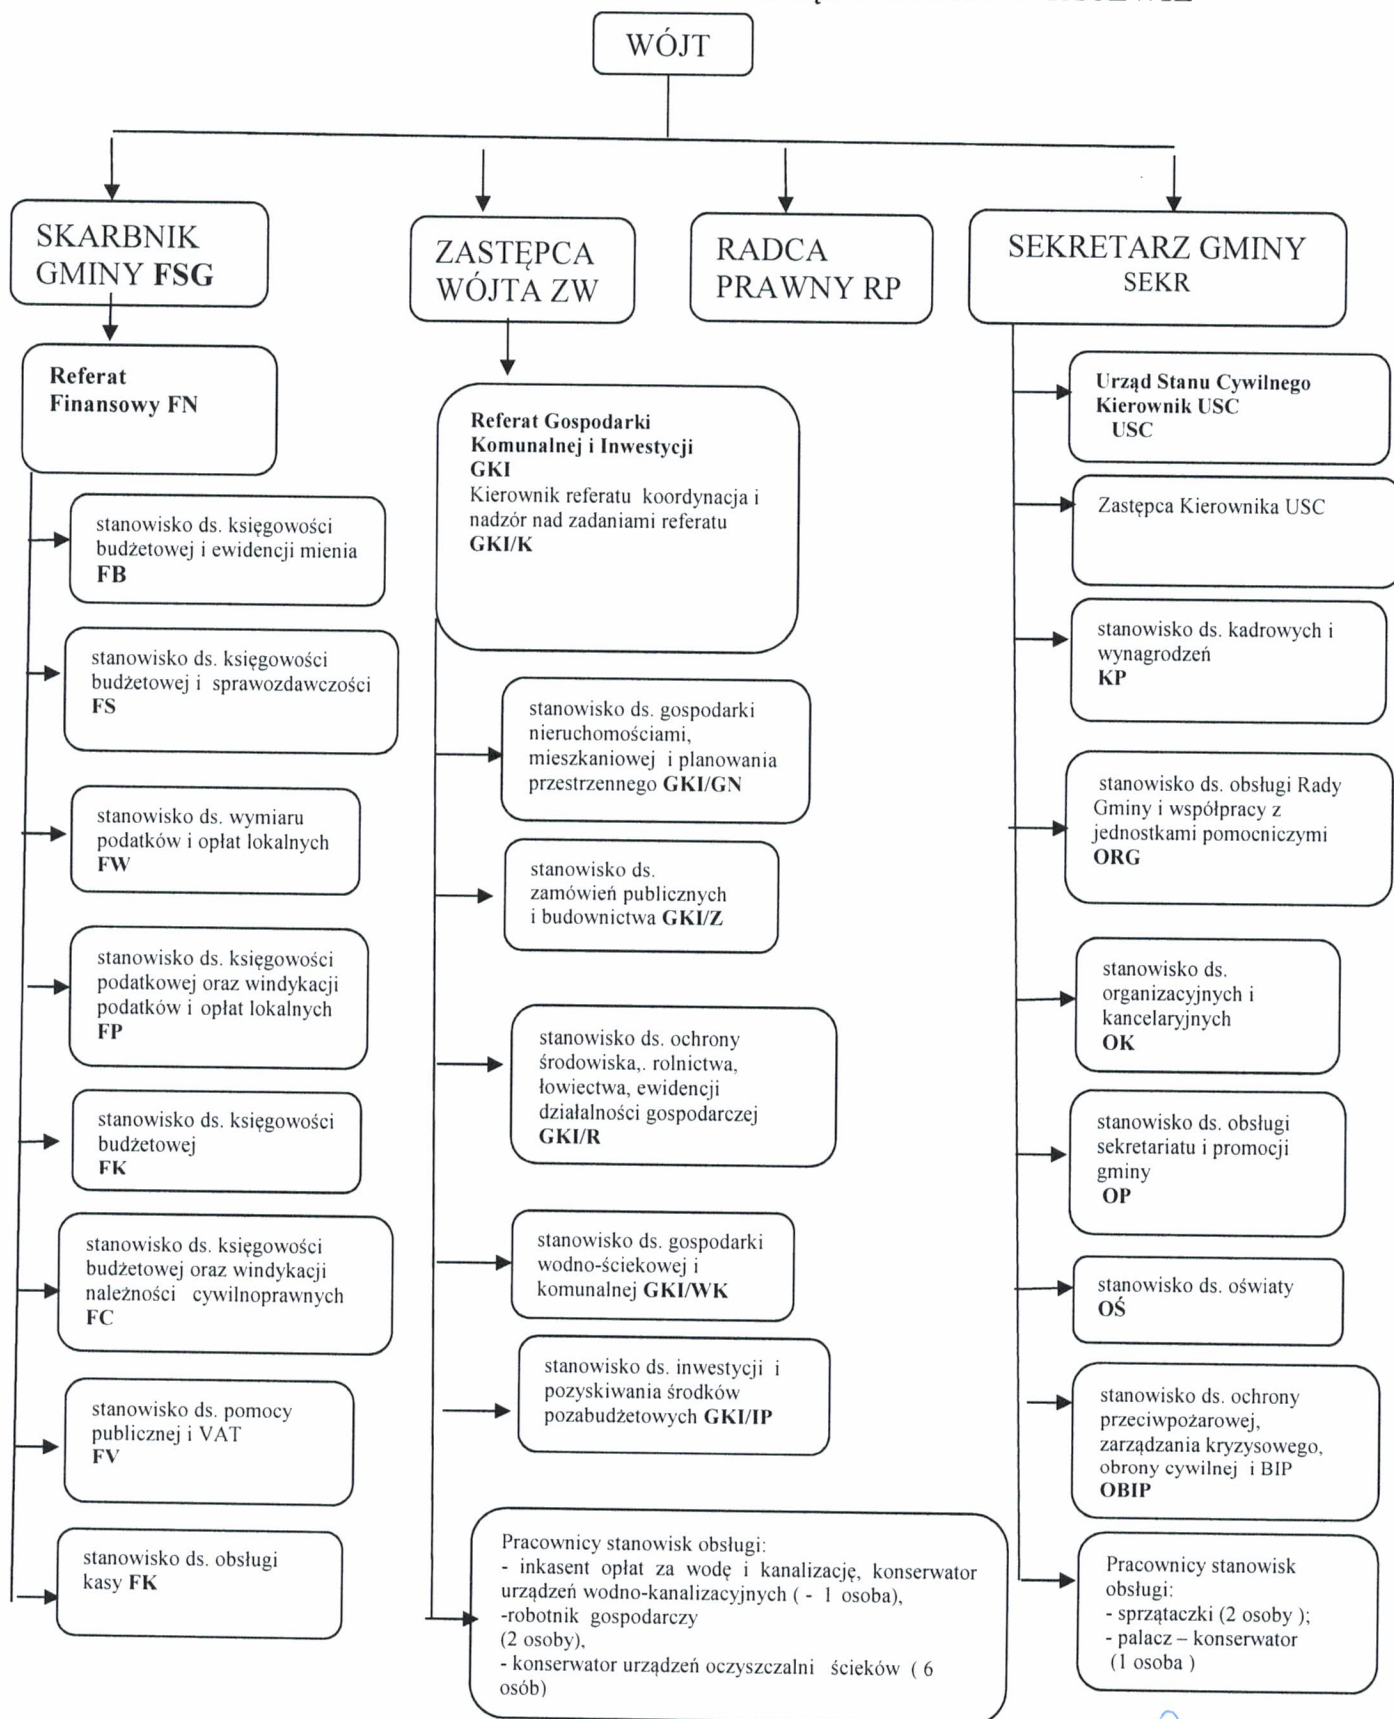 WÓJT
SKARBNIK
GMINY FSG
ZASTĘPCA
WÓJTA ZW
RADCA
PRAWNY RP
SEKRETARZ GMINY
SEKR
Referat
Finansowy FN
stanowisko ds. księgowości
budżetowej i ewidencji mienia
FB
stanowisko ds. księgowości
budżetowej i sprawozdawczości
FS
stanowisko ds. wymiaru
podatków i opłat lokalnych
FW
stanowisko ds. księgowości
podatkowej oraz windykacji
podatków i opłat lokalnych
FP
stanowisko ds. księgowości
budżetowej
FK
stanowisko ds. księgowości
budżetowej oraz windykacji
należności cywilnoprawnych
FC
stanowisko ds. pomocy
publicznej i VAT
FV
stanowisko ds. obsługi
kasy FK
Referat Gospodarki
Komunalnej i Inwestycji
GKI
Kierownik referatu koordynacja i
nadzór nad zadaniami referatu
GKI/K
stanowisko ds. gospodarki
nieruchomościami,
mieszkaniowej i planowania
przestrzennego GKI/GN
stanowisko ds.
zamówień publicznych
i budownictwa GKI/Z
stanowisko ds. ochrony
środowiska,. rolnictwa,
łowiectwa, ewidencji
działalności gospodarczej
GKI/R
stanowisko ds. gospodarki
wodno-ściekowej i
komunalnej GKI/WK
stanowisko ds. inwestycji i
pozyskiwania środków
pozabudżetowych GKI/IP
Pracownicy stanowisk obsługi:
- inkasent opłat za wodę i kanalizację, konserwator
urządzeń wodno-kanalizacyjnych ( - 1 osoba),
-robotnik gospodarczy
(2 osoby),
- konserwator urządzeń oczyszczalni ścieków ( 6
osób)
Urząd Stanu Cywilnego
Kierownik USC
USC
Zastępca Kierownika USC
stanowisko ds. kadrowych i
wynagrodzeń
KP
stanowisko ds. obsługi Rady
Gminy i współpracy z
jednostkami pomocniczymi
ORG
stanowisko ds.
organizacyjnych i
kancelaryjnych
OK
stanowisko ds. obsługi
sekretariatu i promocji
gminy
OP
stanowisko ds. oświaty
OŚ
stanowisko ds. ochrony
przeciwpożarowej,
zarządzania kryzysowego,
obrony cywilnej i BIP
OBIP
Pracownicy stanowisk
obsługi:
- sprzątaczki (2 osoby );
- palacz – konserwator
(1 osoba )